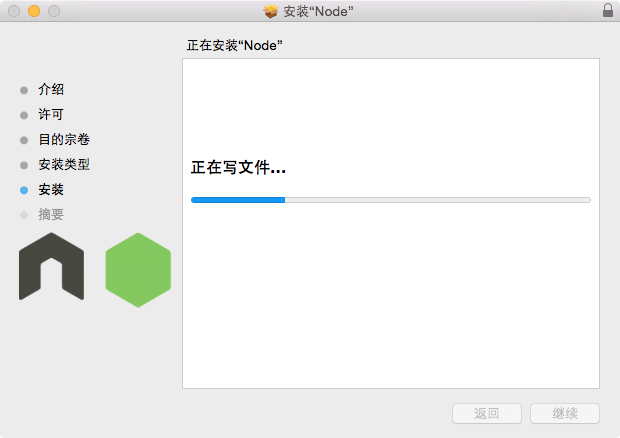 安装“Node”
正在安装“Node”
介绍
许可
目的宗卷
安装类型
安装
摘要
正在写文件...
返回
继续